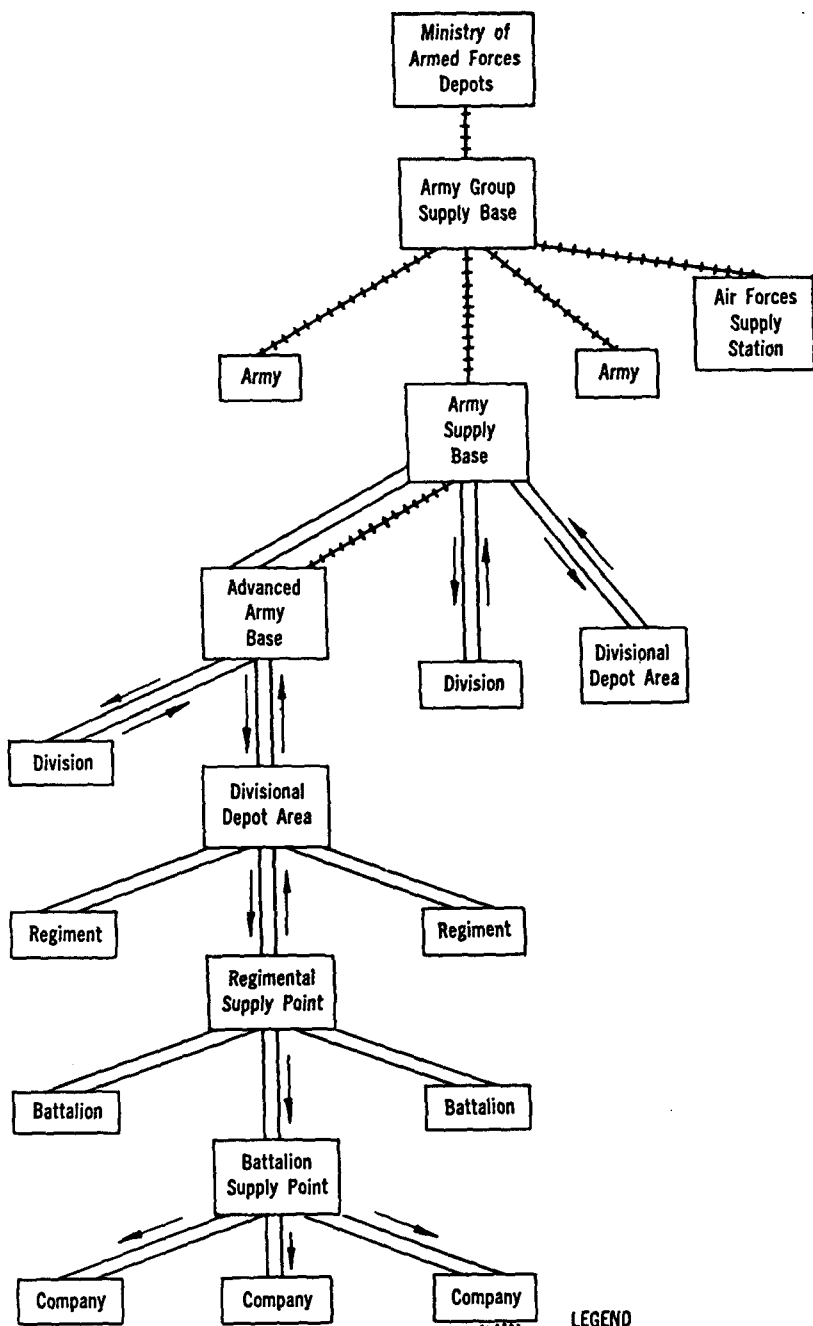 Ministry of
Armed Forces
Depots
Army Group
Supply Base
Air Forces
Supply
Station
Army
Army
Army
Supply
Base
Advanced
Army
Base
Division
Divisional
Depot Area
Division
Divisional
Depot Area
Regiment
Regiment
Regimental
Supply Point
Battalion
Battalion
Battalion
Supply Point
Company
Company
Company
LEGEND